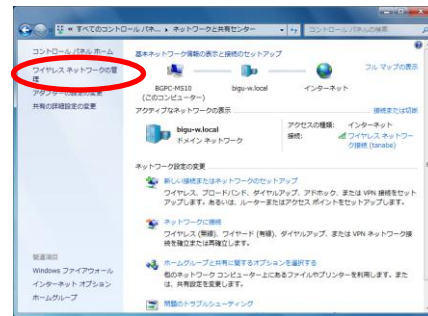 « すべてのコントロール パネ... ▸ ネットワークと共有センター
コントロール パネルの検索
コントロール パネル ホーム
ワイヤレス ネットワークの管
理
アダプターの設定の変更
共有の詳細設定の変更
基本ネットワーク情報の表示と接続のセットアップ
フル マップの表示
BGPC-MS10
(このコンピューター)
bigu-w.local
インターネット
アクティブなネットワークの表示
接続または切断
bigu-w.local
ドメイン ネットワーク
アクセスの種類: インターネット
接続: ワイヤレス ネットワー
ク接続 (tanabe)
ネットワーク設定の変更
新しい接続またはネットワークのセットアップ
ワイヤレス、ブロードバンド、ダイヤルアップ、アドホック、または VPN 接続をセット
アップします。あるいは、ルーターまたはアクセス ポイントをセットアップします。
ネットワークに接続
ワイヤレス (無線)、ワイヤード (有線)、ダイヤルアップ、または VPN ネットワーク接
続を確立または再確立します。
ホームグループと共有に関するオプションを選択する
他のネットワーク コンピューター上にあるファイルやプリンターを利用します。また
は、共有設定を変更します。
問題のトラブルシューティング
関連項目
Windows ファイアウォール
インターネット オプション
ホームグループ